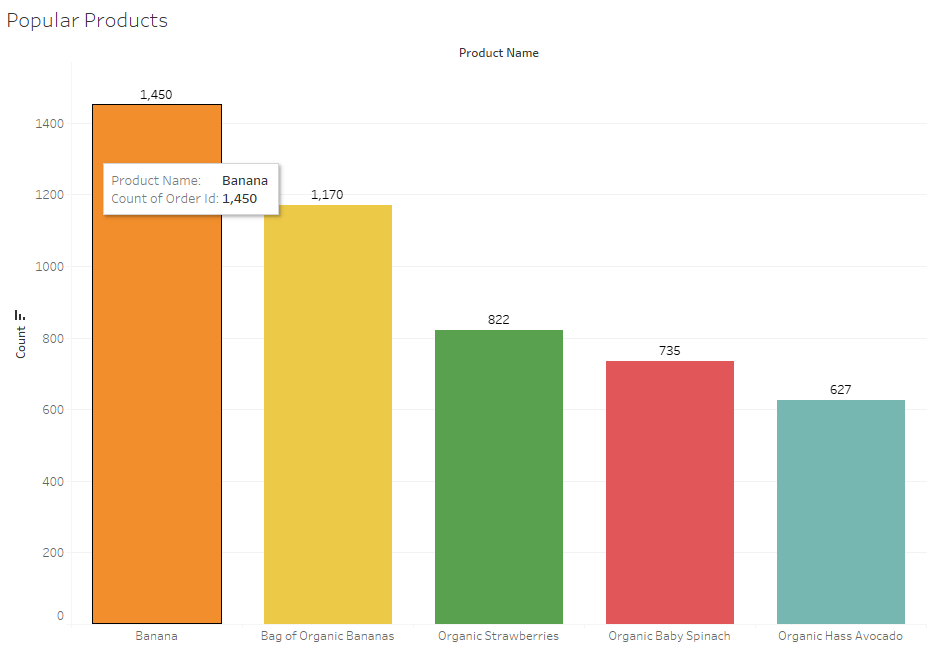 Popular Products
Product Name
1,450
1400
Product Name: Banana
Count of Order Id: 1,450
1200
1,170
1000
Count
800
822
735
600
627
400
200
0
Banana
Bag of Organic Bananas
Organic Strawberries
Organic Baby Spinach
Organic Hass Avocado